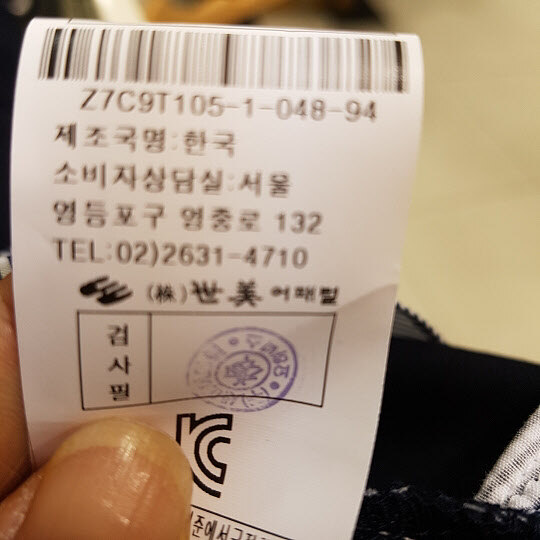 Z7C9T105-1-048-94
제조국명:한국
소비자상담실:서울
영등포구 영중로 132
TEL:02)2631-4710
(株)世美 어패럴
검사필